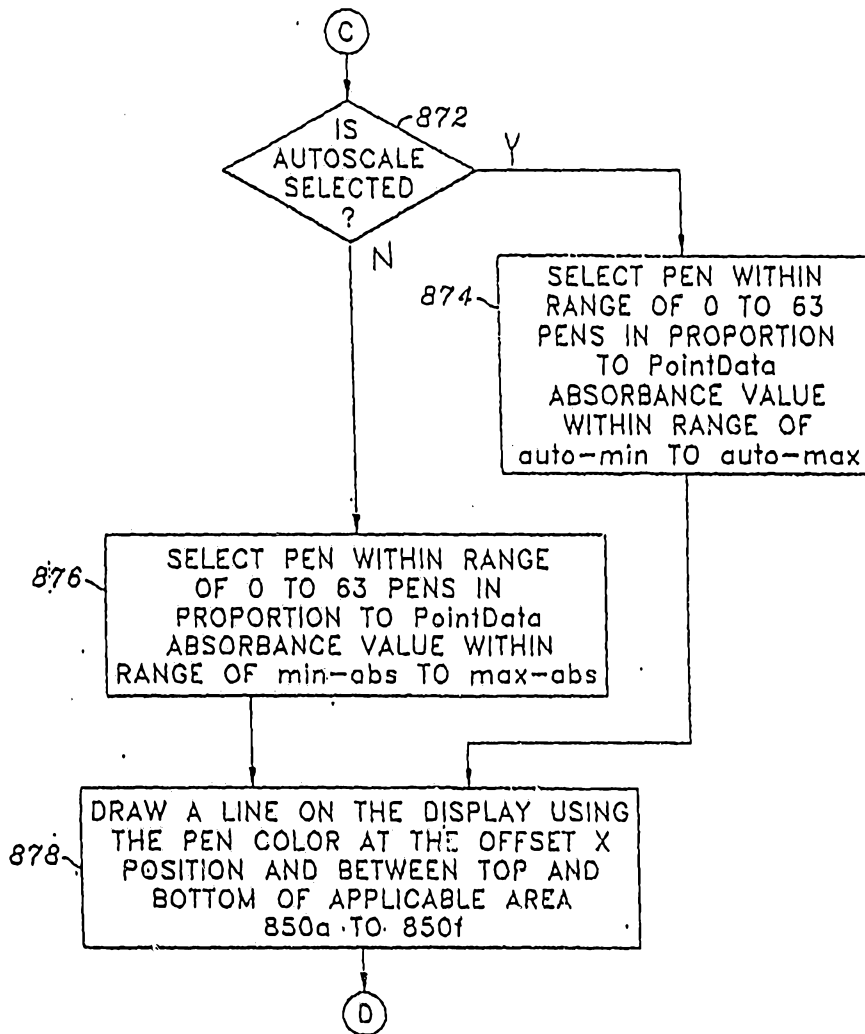 C
872
IS
AUTOSCALE
SELECTED
?
Y
N
874
SELECT PEN WITHIN
RANGE OF 0 TO 63
PENS IN PROPORTION
TO PointData
ABSORBANCE VALUE
WITHIN RANGE OF
auto-min TO auto-max
876
SELECT PEN WITHIN RANGE
OF 0 TO 63 PENS IN
PROPORTION TO PointData
ABSORBANCE VALUE WITHIN
RANGE OF min-abs TO max-abs
878
DRAW A LINE ON THE DISPLAY USING
THE PEN COLOR AT THE OFFSET X
POSITION AND BETWEEN TOP AND
BOTTOM OF APPLICABLE AREA
850a TO 850f
D